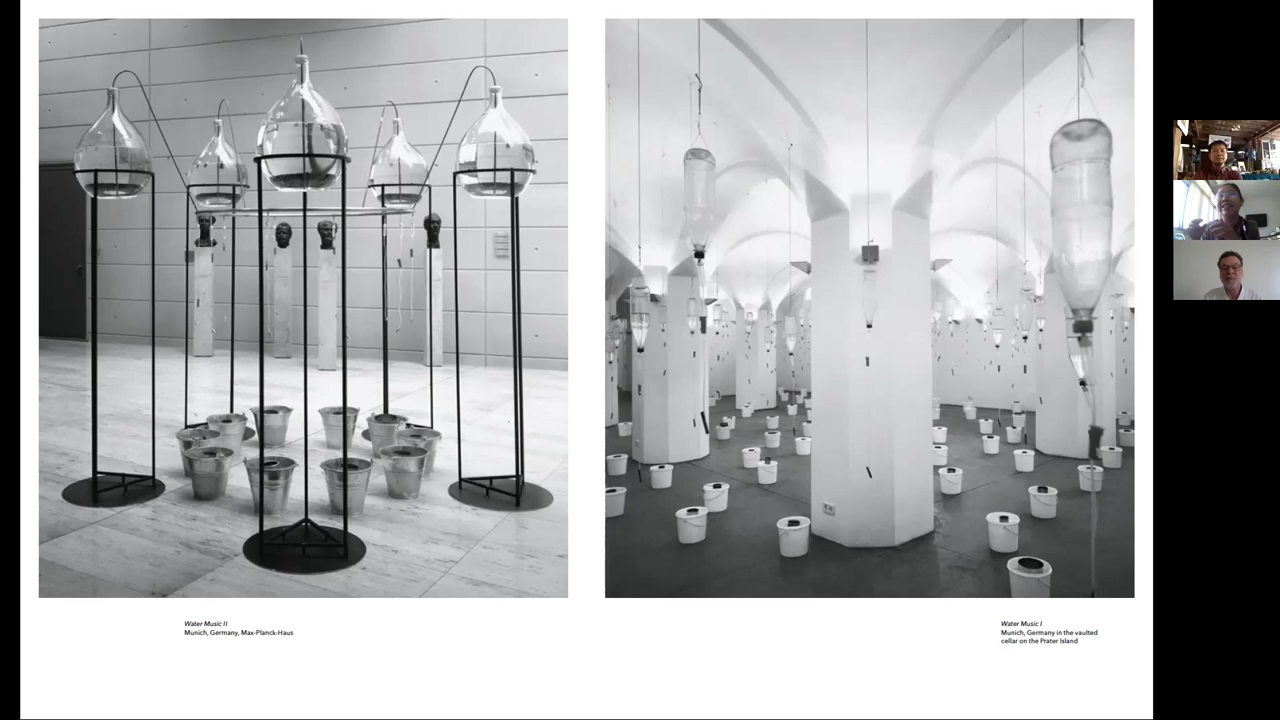 Water Music II
Munich, Germany, Max-Planck-Haus
Water Music I
Munich, Germany in the vaulted
cellar on the Prater Island